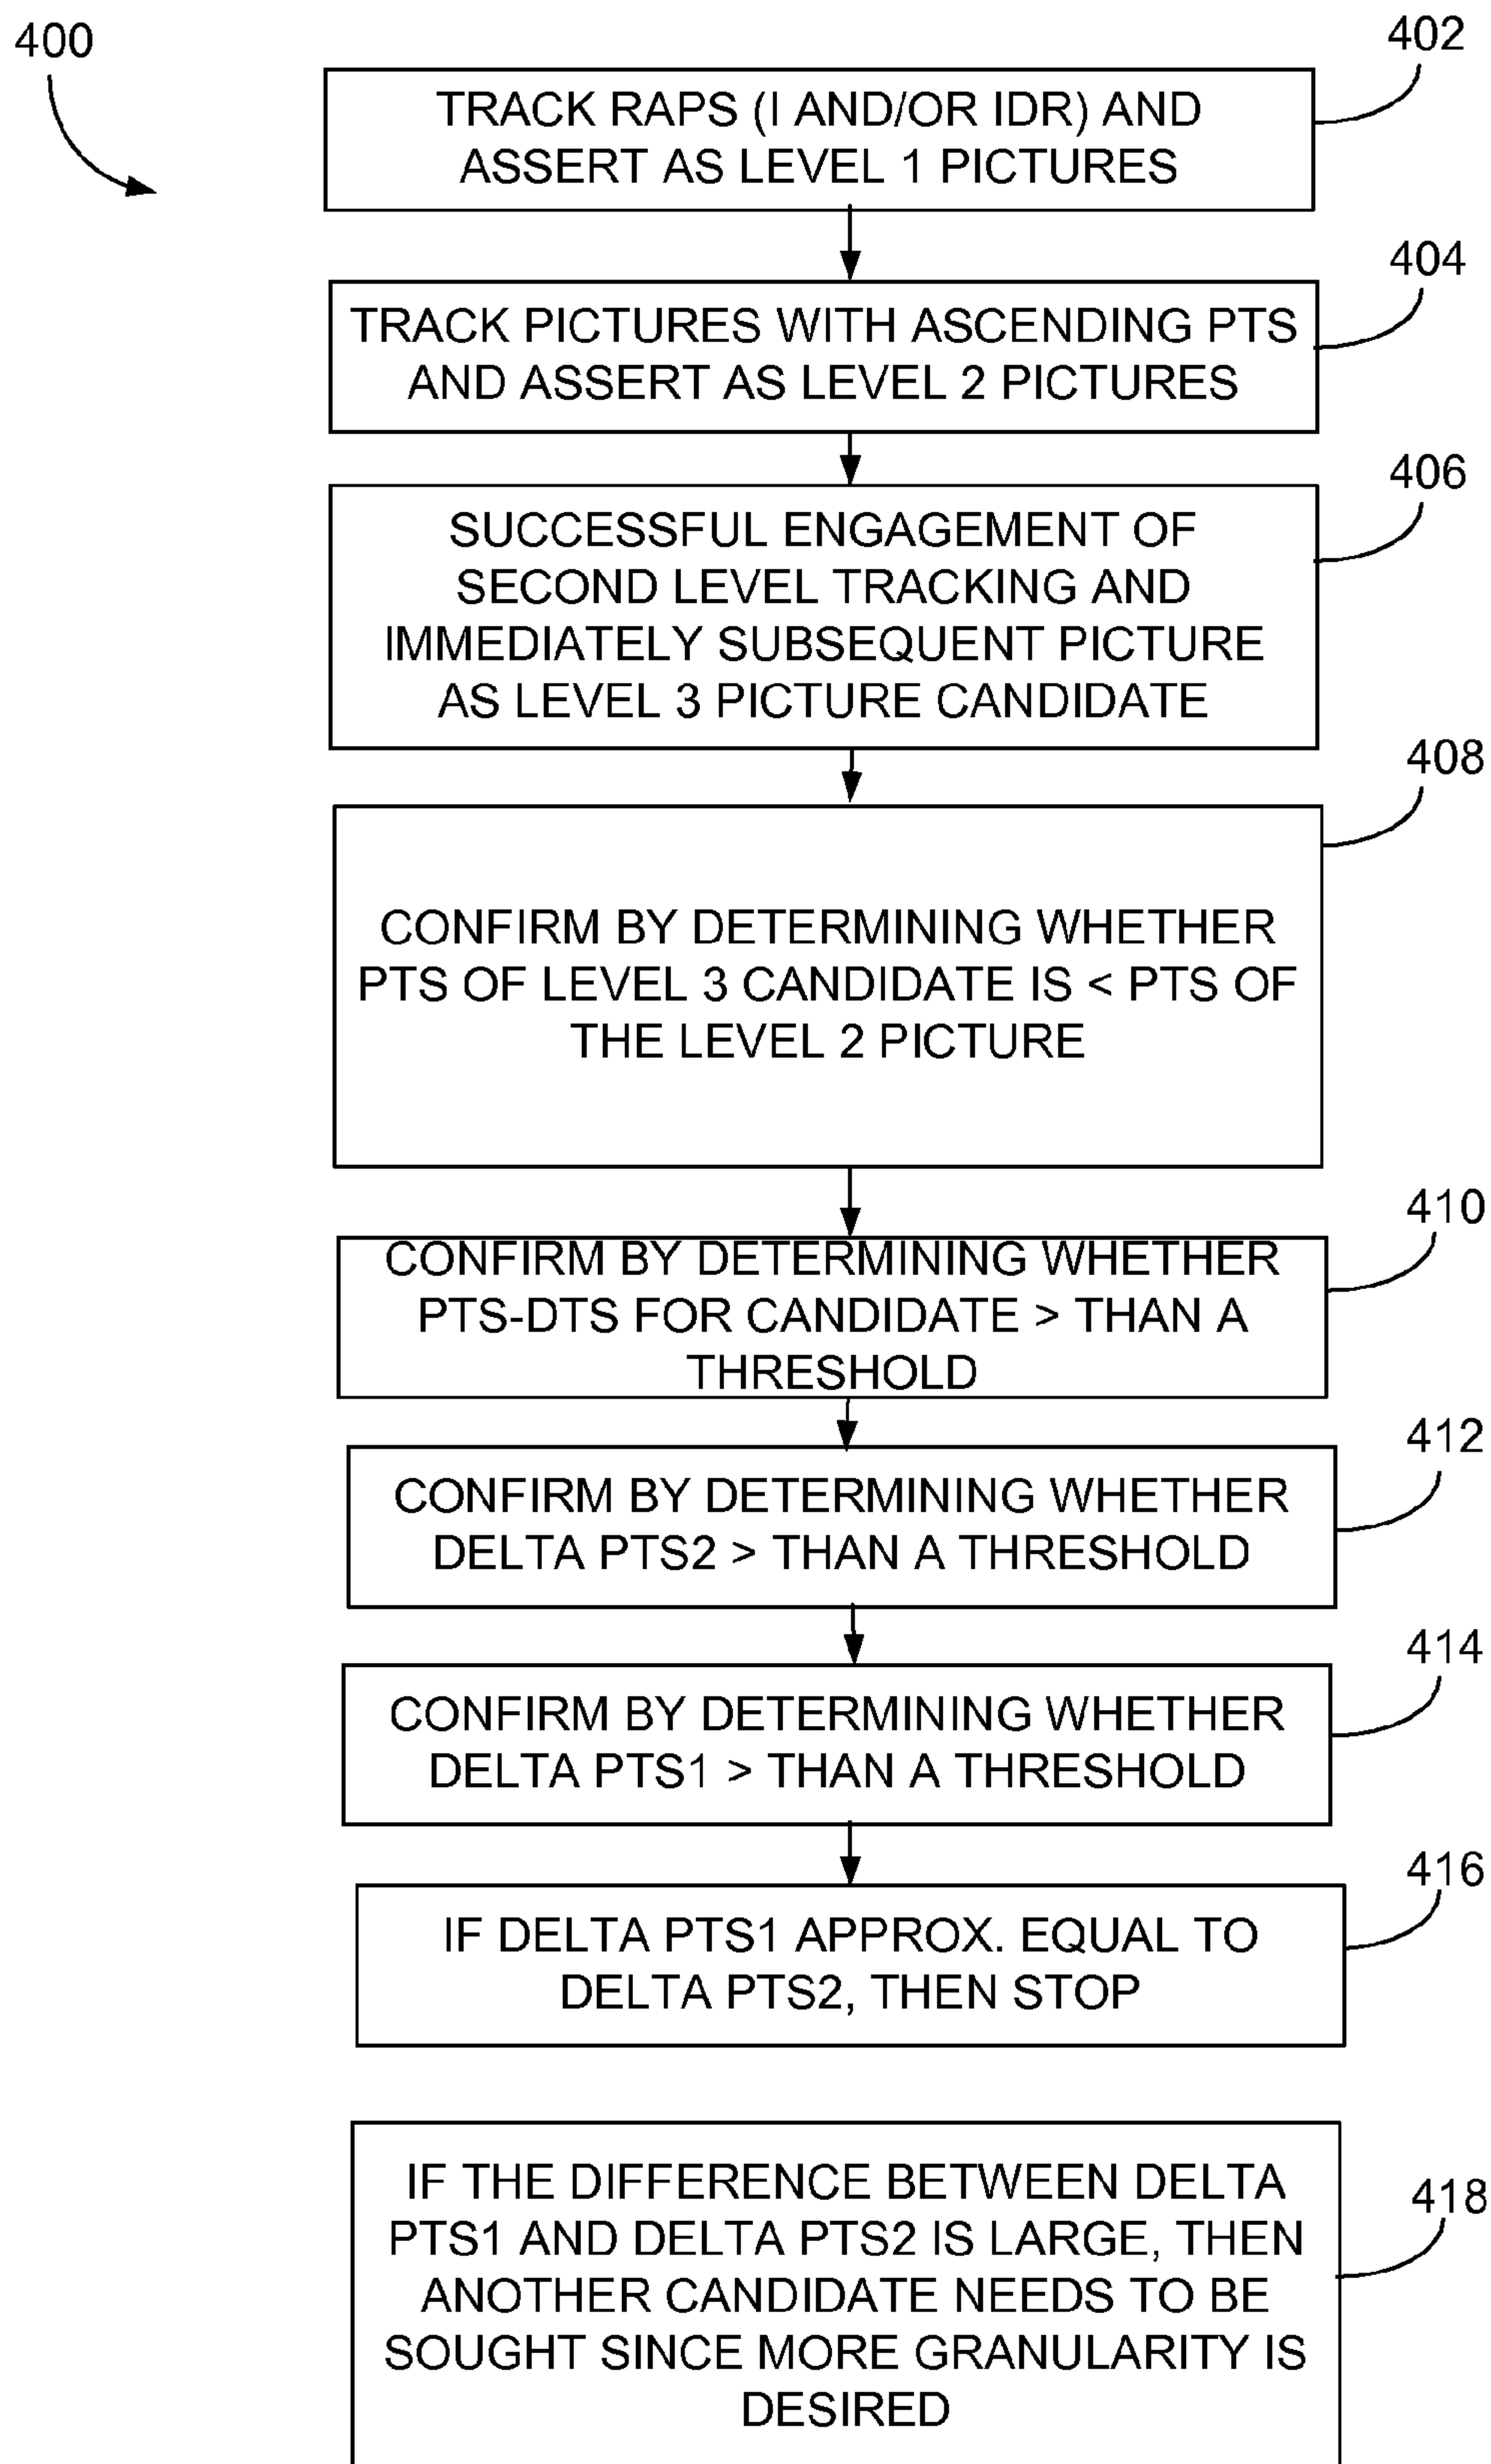 400
402
TRACK RAPS (I AND/OR IDR) AND
ASSERT AS LEVEL 1 PICTURES
404
TRACK PICTURES WITH ASCENDING PTS
AND ASSERT AS LEVEL 2 PICTURES
406
SUCCESSFUL ENGAGEMENT OF
SECOND LEVEL TRACKING AND
IMMEDIATELY SUBSEQUENT PICTURE
AS LEVEL 3 PICTURE CANDIDATE
408
CONFIRM BY DETERMINING WHETHER
PTS OF LEVEL 3 CANDIDATE IS < PTS OF
THE LEVEL 2 PICTURE
410
CONFIRM BY DETERMINING WHETHER
PTS-DTS FOR CANDIDATE > THAN A
THRESHOLD
412
CONFIRM BY DETERMINING WHETHER
DELTA PTS2 > THAN A THRESHOLD
414
CONFIRM BY DETERMINING WHETHER
DELTA PTS1 > THAN A THRESHOLD
416
IF DELTA PTS1 APPROX. EQUAL TO
DELTA PTS2, THEN STOP
418
IF THE DIFFERENCE BETWEEN DELTA
PTS1 AND DELTA PTS2 IS LARGE, THEN
ANOTHER CANDIDATE NEEDS TO BE
SOUGHT SINCE MORE GRANULARITY IS
DESIRED